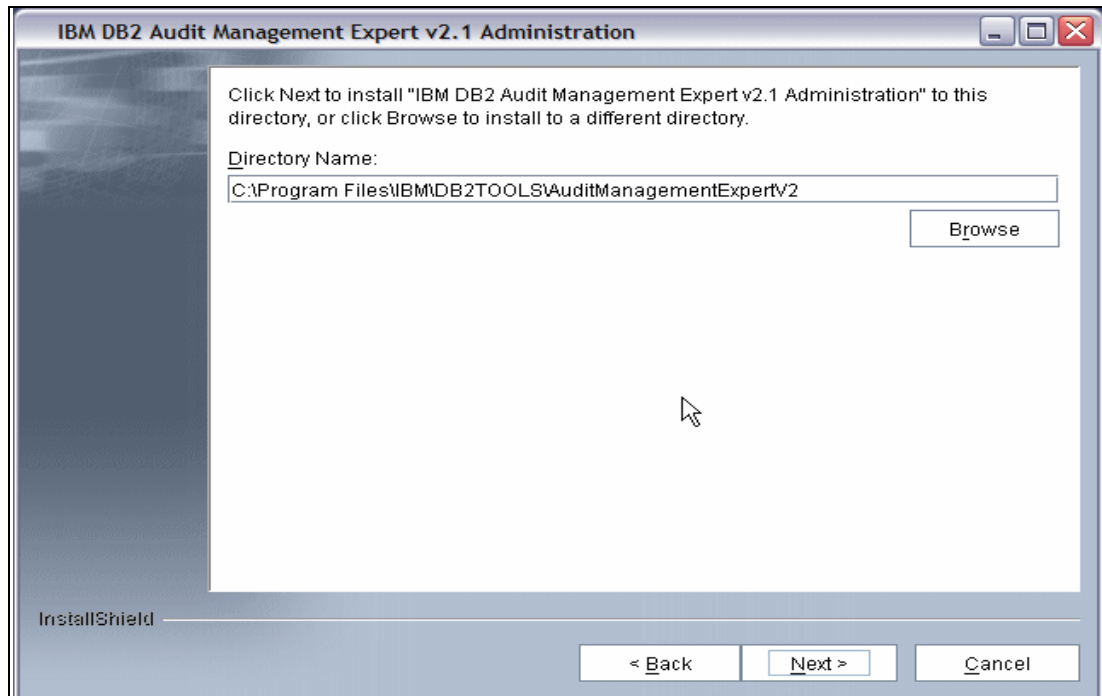 IBM DB2 Audit Management Expert v2.1 Administration
Click Next to install "IBM DB2 Audit Management Expert v2.1 Administration" to this
directory, or click Browse to install to a different directory.
Directory Name:
C:\Program Files\IBM\DB2TOOLS\AuditManagementExpertV2
Browse
InstallShield
< Back
Next >
Cancel